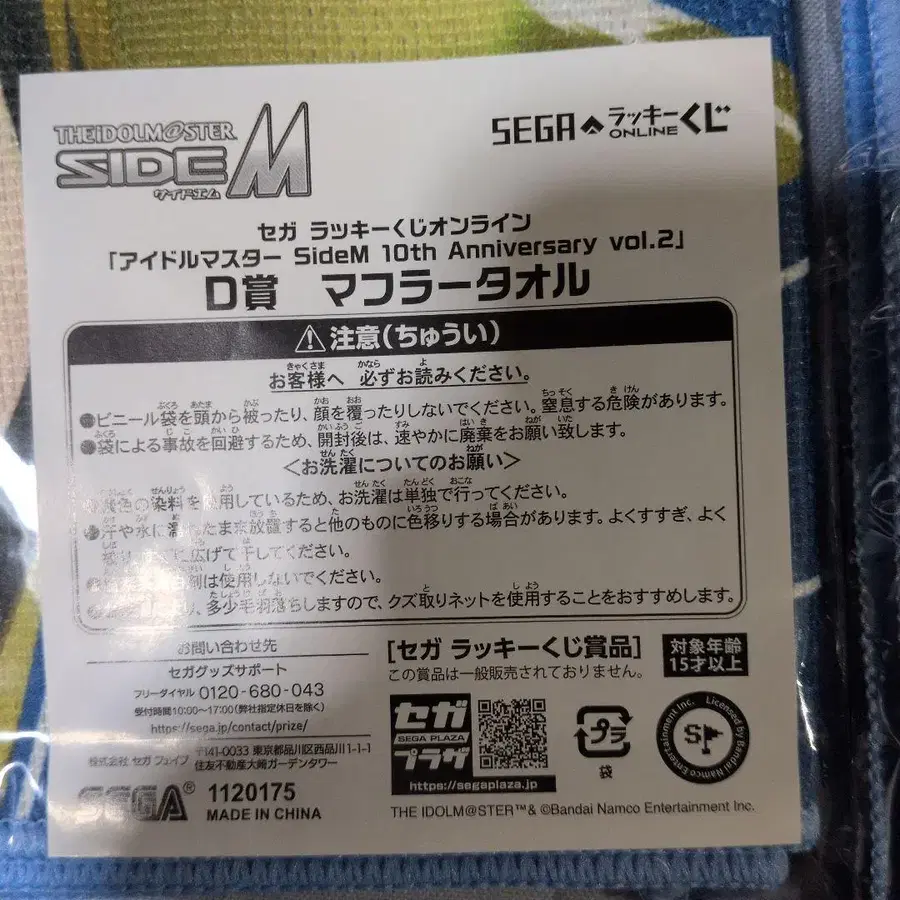 THE iDOLM@STER
SIDE M
サイドエム
SEGA ラッキーくじ
ONLINE
セガ ラッキーくじオンライン
「アイドルマスター SideM 10th Anniversary vol.2」
D賞 マフラータオル
注意(ちゅうい)
お客様へ 必ずお読みください。
●ビニール袋を頭から被ったり、顔を覆ったりしないでください。窒息する危険があります。
●袋による事故を回避するため、開封後は、速やかに廃棄をお願い致します。
<お洗濯についてのお願い>
の染料を使用しているため、お洗濯は単独で行ってください。
●汗や水に濡れたまま放置すると他のものに色移りする場合があります。よくすすぎ、よく
広げて干してください。
剤は使用しないでください。
り、多少毛羽落ちしますので、クズ取りネットを使用することをおすすめします。
お問い合わせ先
セガグッズサポート
フリーダイヤル 0120-680-043
受付時間10:00～17:00(弊社指定休日を除く)
https://sega.jp/contact/prize/
株式会社 セガ フェイブ 〒141-0033 東京都品川区西品川1-1-1
住友不動産大崎ガーデンタワー
SEGA® 1120175
MADE IN CHINA
[セガ ラッキーくじ賞品]
この賞品は一般販売されておりません。
対象年齢
15才以上
セガ
SEGA PLAZA
プラザ
https://segaplaza.jp
プラ
袋
Licensed by Bandai Namco Entertainment Inc.
S
THE IDOLM@STER™& ©Bandai Namco Entertainment Inc.